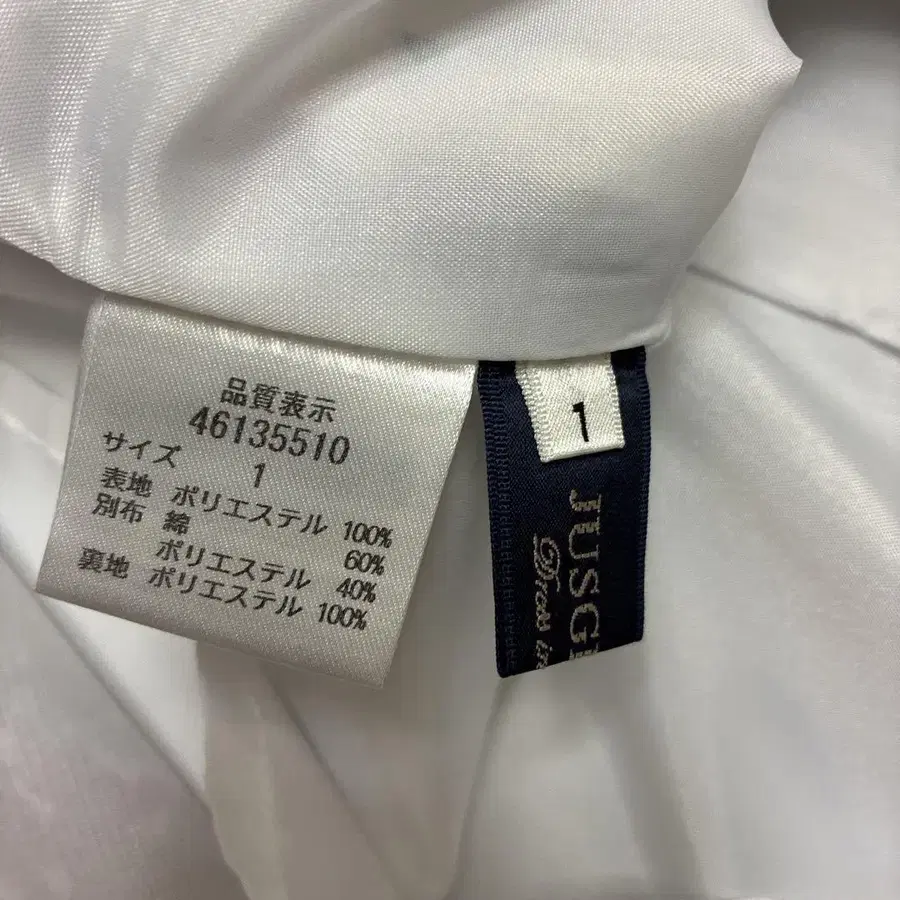 品質表示
46135510
サイズ
1
表地 ポリエステル 100%
別布 綿 60%
ポリエステル 40%
裏地 ポリエステル 100%
1
JUSGL
Dress